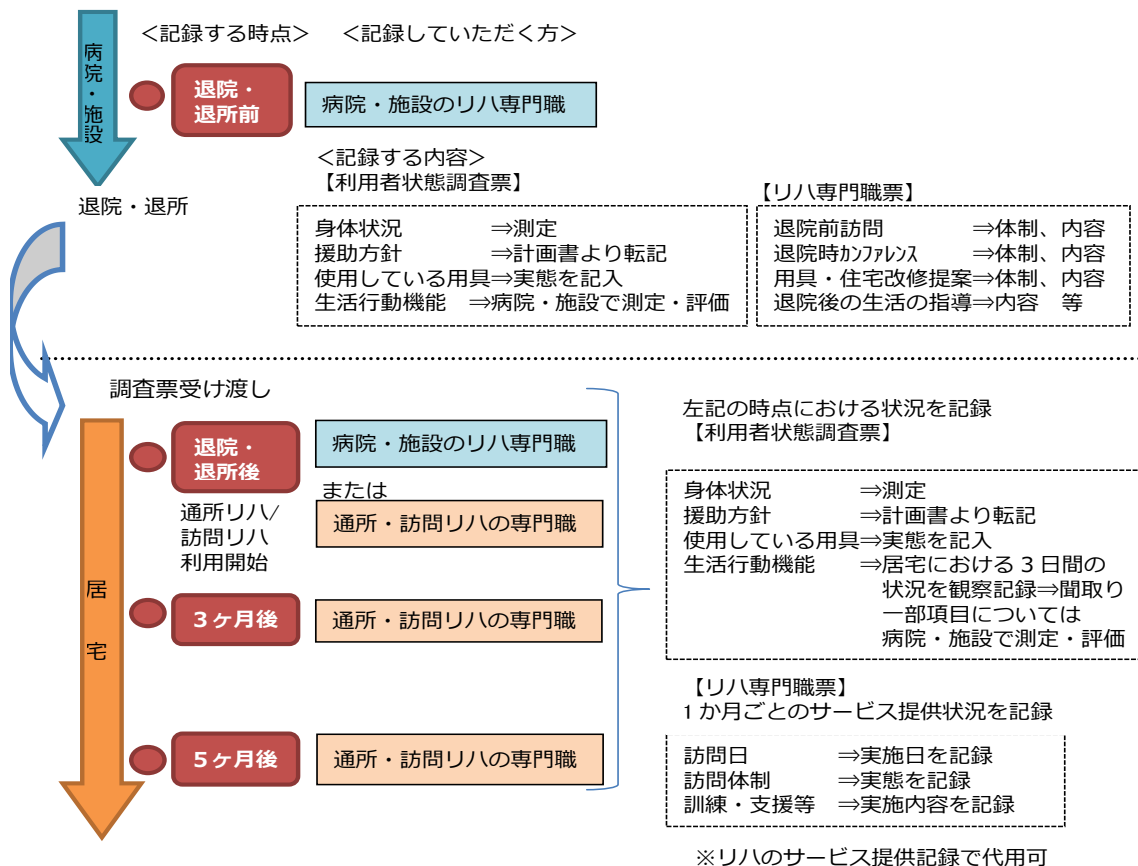 <記録する時点>
<記録していただく方>
病院・施設
退院・
退所前
病院・施設のリハ専門職
<記録する内容>
【利用者状態調査票】
身体状況 ⇒測定
援助方針 ⇒計画書より転記
使用している用具⇒実態を記入
生活行動機能 ⇒病院・施設で測定・評価
【リハ専門職票】
退院前訪問 ⇒体制、内容
退院時ｶﾝﾌｧﾚﾝｽ ⇒体制、内容
用具・住宅改修提案⇒体制、内容
退院後の生活の指導⇒内容 等
退院・退所
調査票受け渡し
居宅
退院・
退所後
病院・施設のリハ専門職
または
通所・訪問リハの専門職
通所リハ/
訪問リハ
利用開始
３ヶ月後
通所・訪問リハの専門職
５ヶ月後
通所・訪問リハの専門職
左記の時点における状況を記録
【利用者状態調査票】
身体状況 ⇒測定
援助方針 ⇒計画書より転記
使用している用具⇒実態を記入
生活行動機能 ⇒居宅における３日間の
状況を観察記録⇒聞取り
一部項目については
病院・施設で測定・評価
【リハ専門職票】
1か月ごとのサービス提供状況を記録
訪問日 ⇒実施日を記録
訪問体制 ⇒実態を記録
訓練・支援等 ⇒実施内容を記録
※リハのサービス提供記録で代用可